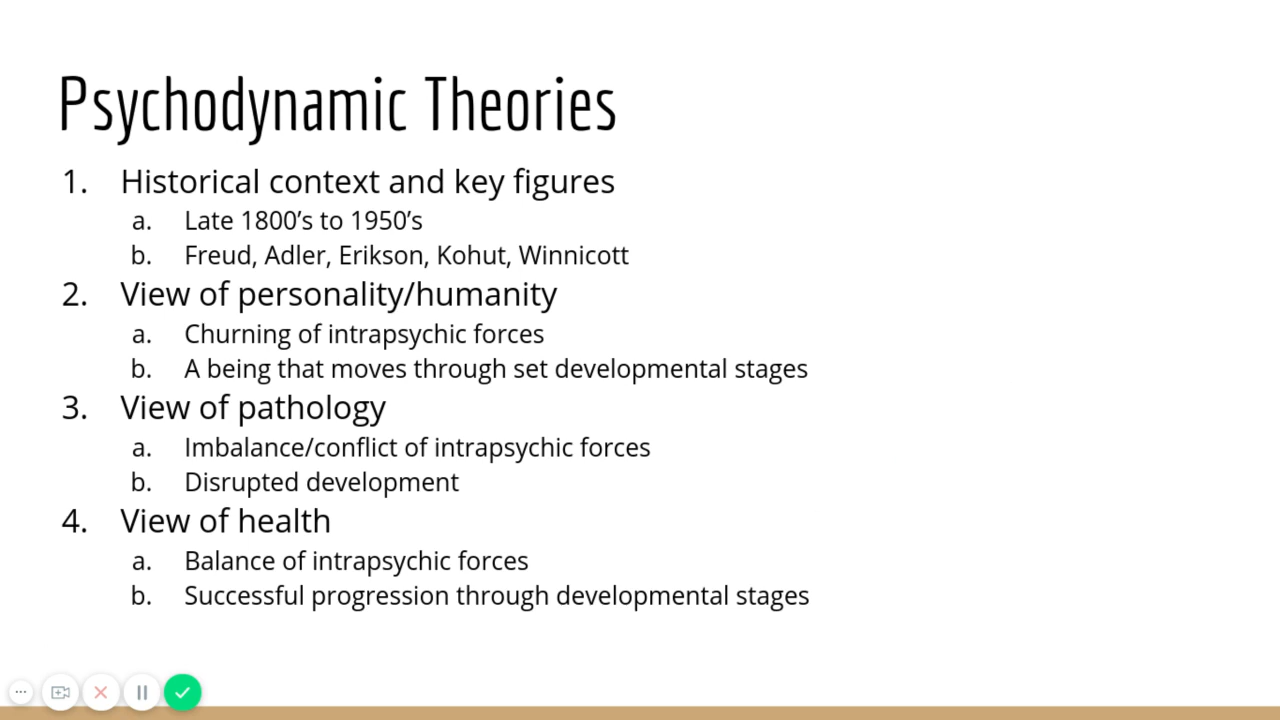 Psychodynamic Theories
1. Historical context and key figures
a. Late 1800’s to 1950’s
b. Freud, Adler, Erikson, Kohut, Winnicott
2. View of personality/humanity
a. Churning of intrapsychic forces
b. A being that moves through set developmental stages
3. View of pathology
a. Imbalance/conflict of intrapsychic forces
b. Disrupted development
4. View of health
a. Balance of intrapsychic forces
b. Successful progression through developmental stages